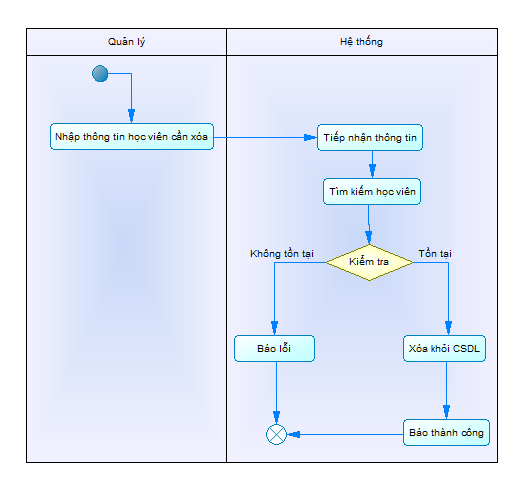 Quản lý
Hệ thống
Nhập thông tin học viên cần xóa
Tiếp nhận thông tin
Tìm kiếm học viên
Kiểm tra
Không tồn tại
Tồn tại
Báo lỗi
Xóa khỏi CSDL
Báo thành công